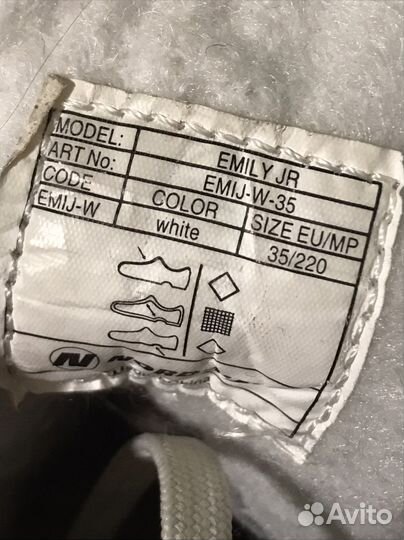 MODEL: EMILY JR
ART No: EMIJ-W-35
CODE COLOR SIZE EU/MP
EMIJ-W white 35/220
Avito